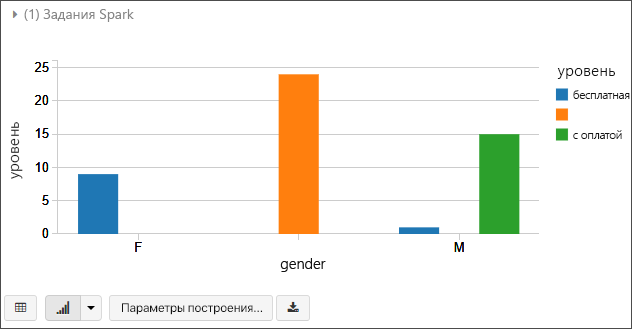 (1) Задания Spark
25
20
15
10
5
0
уровень
F
M
gender
уровень
бесплатная
с оплатой
Параметры построения...